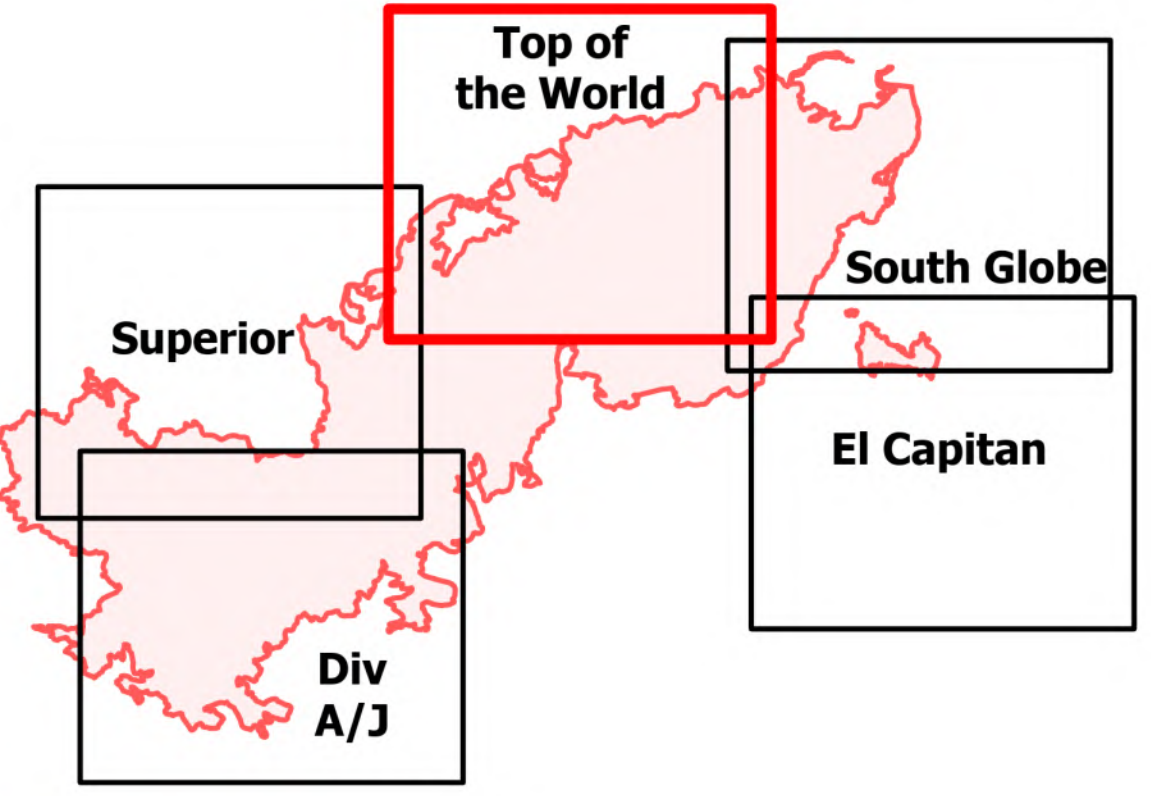 Top of
the World
South Globe
Superior
El Capitan
Div
A/J